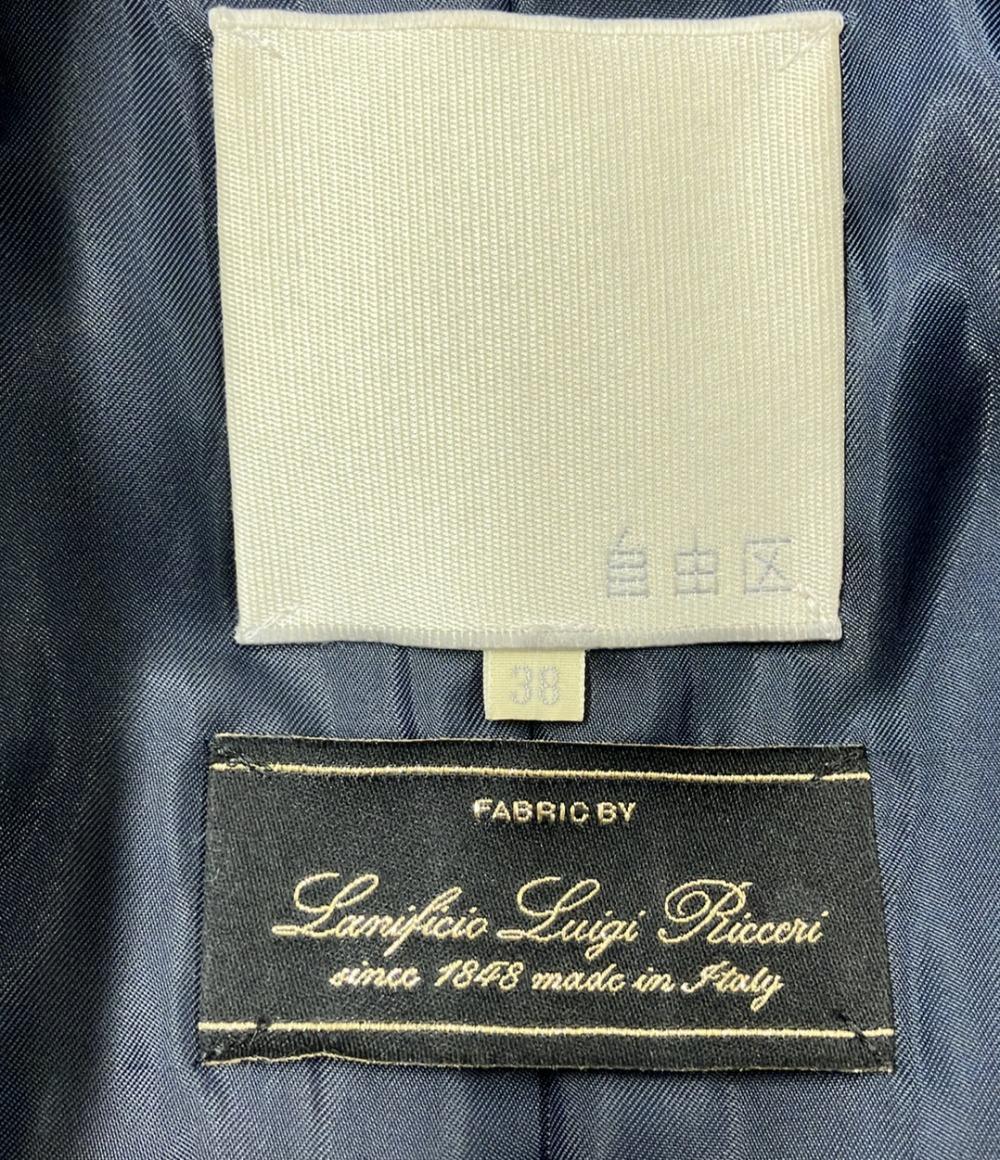 自由区
38
FABRIC BY
Lanificio Luigi Ricceri
since 1848 made in Italy